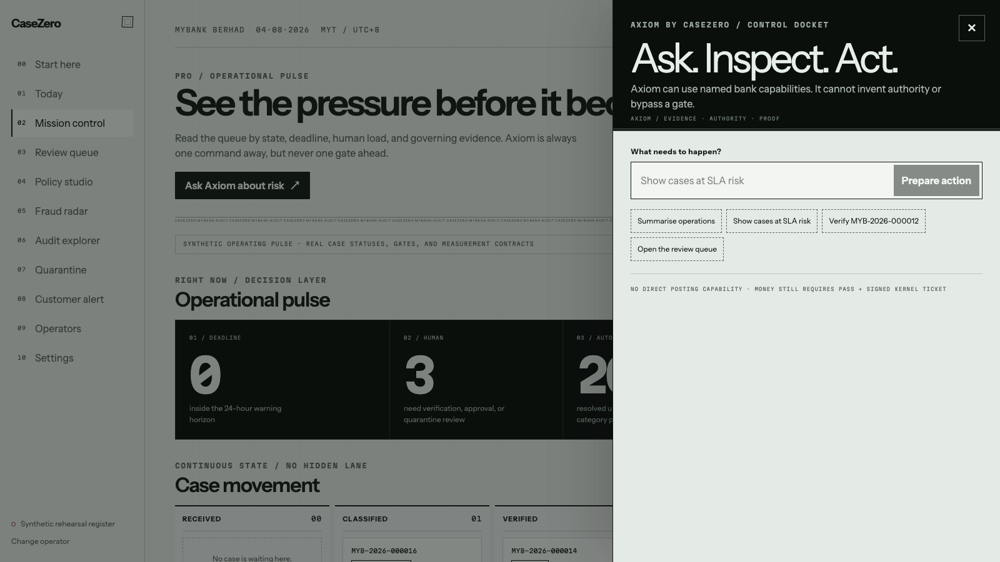 CaseZero
00 Start here
01 Today
02 Mission control
03 Review queue
04 Policy studio
05 Fraud radar
06 Audit explorer
07 Quarantine
08 Customer alert
09 Operators
10 Settings
Synthetic rehearsal register
Change operator
MYBANK BERHAD 04·08·2026 MYT / UTC+8
PRO / OPERATIONAL PULSE
See the pressure before it bec
Read the queue by state, deadline, human load, and governing evidence. Axiom is always
one command away, but never one gate ahead.
Ask Axiom about risk ↗
CASEZERO·MYBANK·AUDIT·CASEZERO·MYBANK·AUDIT·CASEZERO·MYBANK·AUDIT·CASEZERO·MYBANK·AUDIT·CASEZERO·MYBANK·AUDIT·CASEZERO·MYBANK·AUDIT·CASEZERO·MYBANK·AUDIT·CASEZERO·MYBANK·AUDIT·C
SYNTHETIC OPERATING PULSE · REAL CASE STATUSES, GATES, AND MEASUREMENT CONTRACTS
RIGHT NOW / DECISION LAYER
Operational pulse
01 / DEADLINE
0
inside the 24-hour warning
horizon
02 / HUMAN
3
need verification, approval, or
quarantine review
03 / AUTO
20
resolved u
category p
CONTINUOUS STATE / NO HIDDEN LANE
Case movement
RECEIVED 00
No case is waiting here.
CLASSIFIED 01
MYB-2026-000016
VERIFIED
MYB-2026-000014
AXIOM BY CASEZERO / CONTROL DOCKET
×
Ask. Inspect. Act.
Axiom can use named bank capabilities. It cannot invent authority or
bypass a gate.
AXIOM / EVIDENCE · AUTHORITY · PROOF
What needs to happen?
Show cases at SLA risk
Prepare action
Summarise operations
Show cases at SLA risk
Verify MYB-2026-000012
Open the review queue
NO DIRECT POSTING CAPABILITY · MONEY STILL REQUIRES PASS + SIGNED KERNEL TICKET